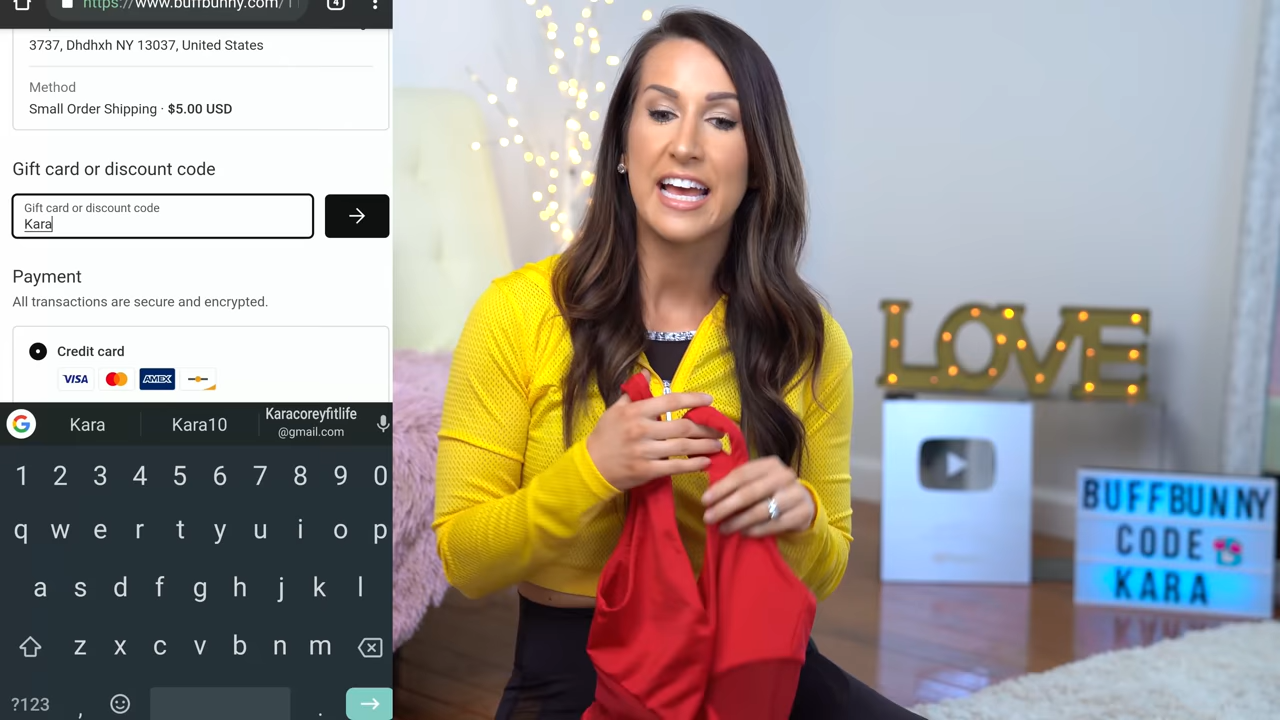 https://www.buffbunny.com/1
4
3737, Dhdhxh NY 13037, United States
Method
Small Order Shipping · $5.00 USD
Gift card or discount code
Gift card or discount code
Kara
Payment
All transactions are secure and encrypted.
Credit card
VISA
AMEX
G
Kara
Kara10
Karacoreyfitlife
@gmail.com
1 2 3 4 5 6 7 8 9 0
q w e r t y u i o p
a s d f g h j k l
z x c v b n m
?123 , .
LOVE
BUFFBUNNY
CODE
KARA